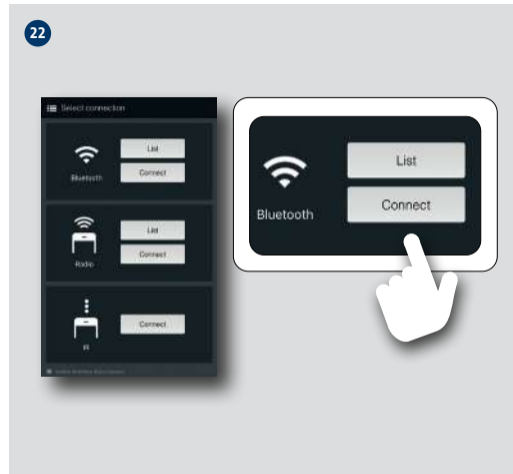 22
Select connection
List
Bluetooth
Connect
List
Radio
Connect
Connect
IR
List
Bluetooth
Connect